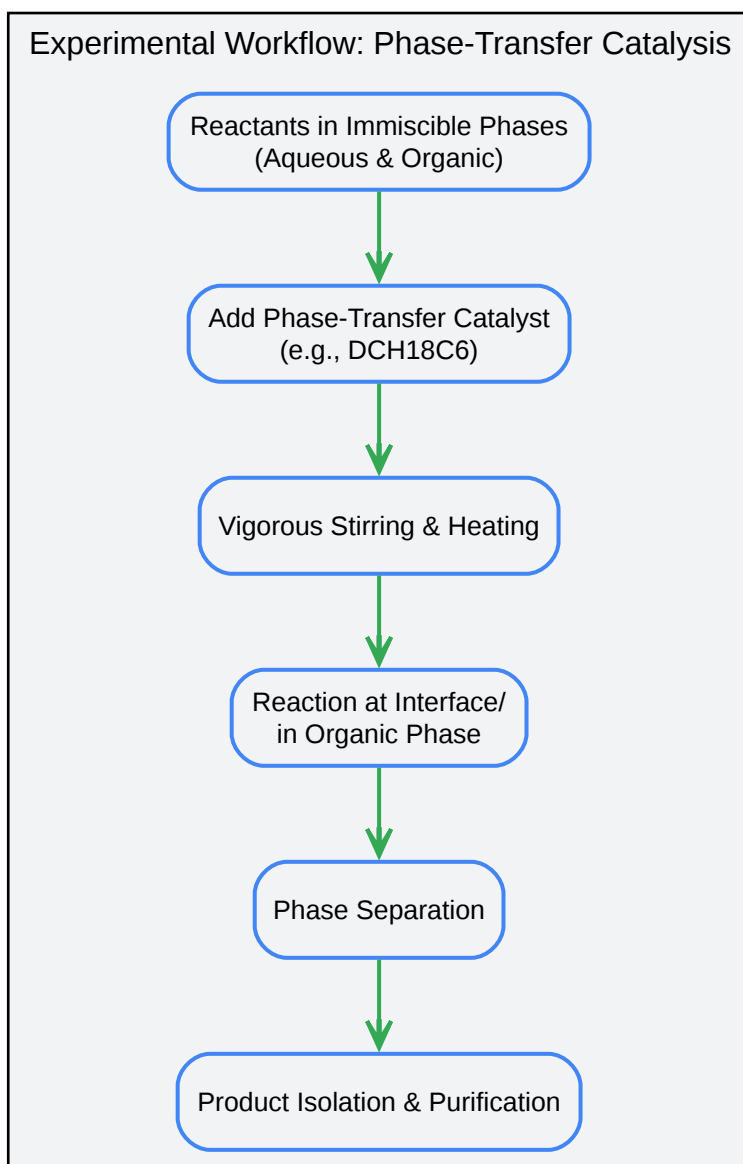 Experimental Workflow: Phase-Transfer Catalysis
Reactants in Immiscible Phases
(Aqueous & Organic)
Add Phase-Transfer Catalyst
(e.g., DCH18C6)
Vigorous Stirring & Heating
Reaction at Interface/
in Organic Phase
Phase Separation
Product Isolation & Purification